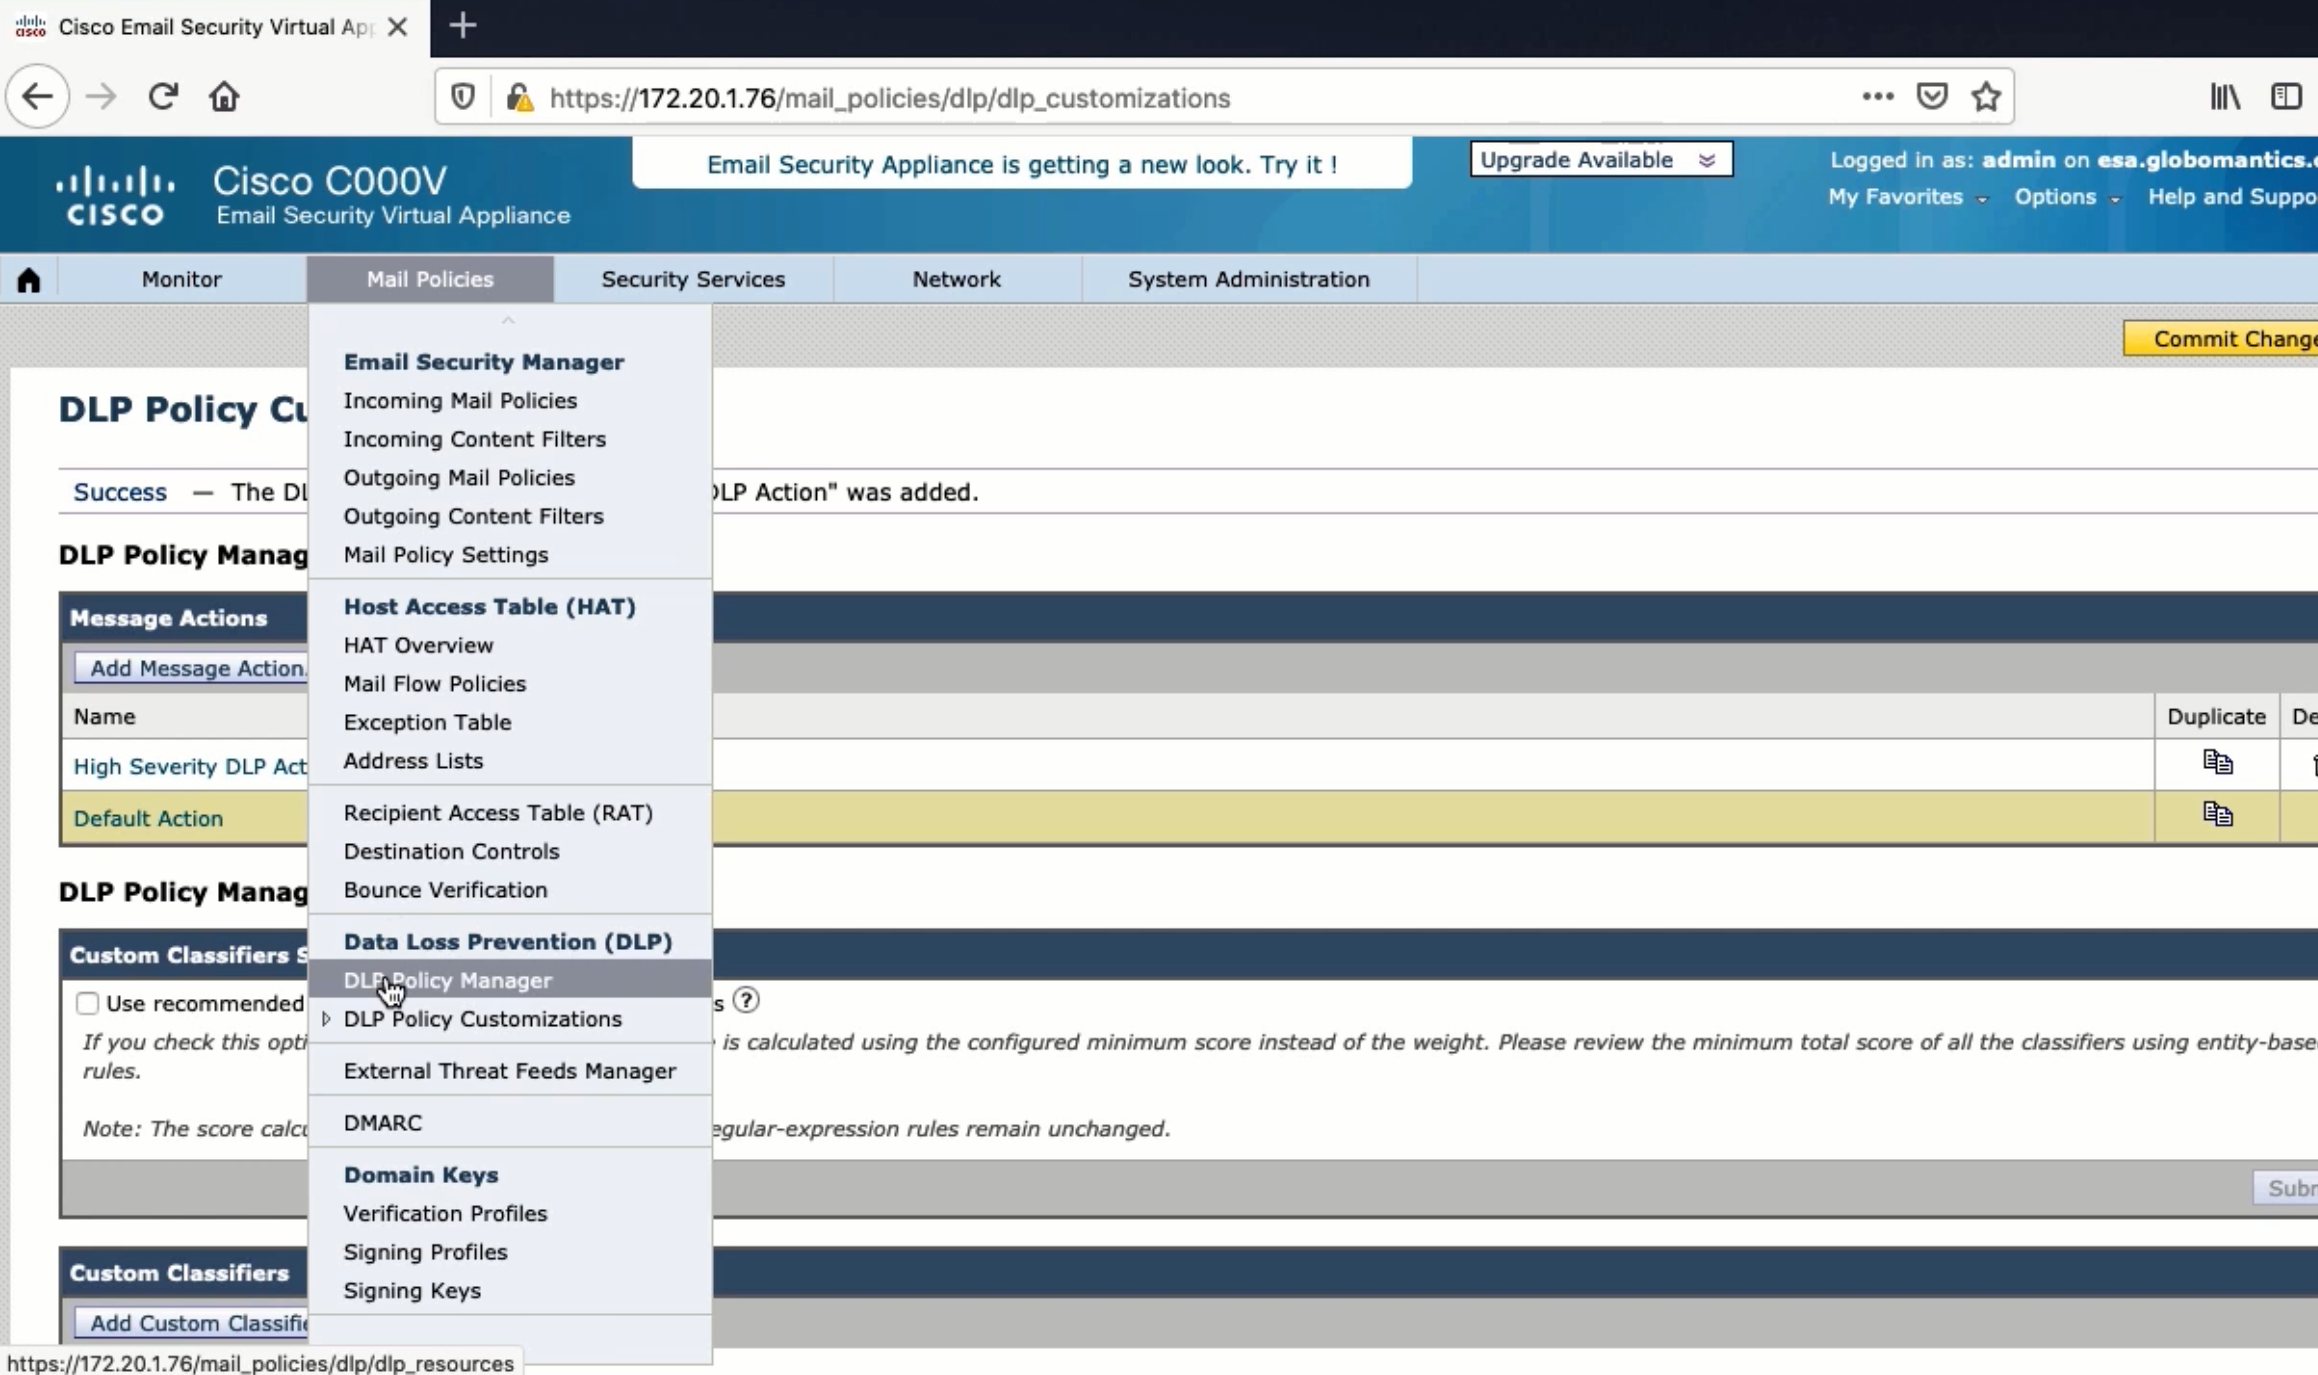 Cisco Email Security Virtual App
https://172.20.1.76/mail_policies/dlp/dlp_customizations
CISCO
Cisco C000V
Email Security Virtual Appliance
Email Security Appliance is getting a new look. Try it !
Upgrade Available
Logged in as: admin on esa.globomantics.
My Favorites Options Help and Suppo
Monitor Mail Policies Security Services Network System Administration
Commit Change
Email Security Manager
Incoming Mail Policies
Incoming Content Filters
Outgoing Mail Policies
Outgoing Content Filters
Mail Policy Settings
Host Access Table (HAT)
HAT Overview
Mail Flow Policies
Exception Table
Address Lists
Recipient Access Table (RAT)
Destination Controls
Bounce Verification
Data Loss Prevention (DLP)
DLP Policy Manager
DLP Policy Customizations
External Threat Feeds Manager
DMARC
Domain Keys
Verification Profiles
Signing Profiles
Signing Keys
DLP Policy Cu
Success — The DL DLP Action" was added.
DLP Policy Manag
Message Actions
Add Message Action.
Name Duplicate De
High Severity DLP Act
Default Action
DLP Policy Manag
Custom Classifiers S
Use recommended s ?
If you check this opti is calculated using the configured minimum score instead of the weight. Please review the minimum total score of all the classifiers using entity-base
rules.
Note: The score calcu egular-expression rules remain unchanged.
Subr
Custom Classifiers
Add Custom Classifie
https://172.20.1.76/mail_policies/dlp/dlp_resources